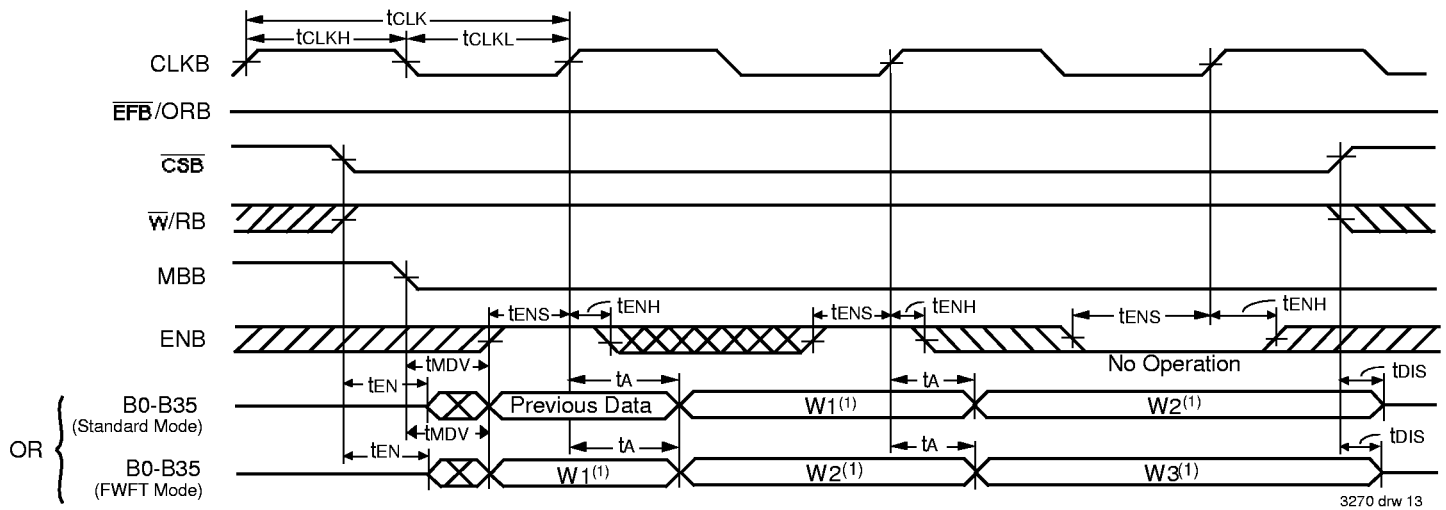 tCLK
tCLKH tCLKL
CLKB
EFB/ORB
CSB
W/RB
MBB
tENS tENH tENS tENH tENS tENH
ENB
No Operation
tMDV
tEN tA tA tDIS
B0-B35 Previous Data W1(1) W2(1)
(Standard Mode)
OR
tMDV
tEN tA tA tDIS
B0-B35 W1(1) W2(1) W3(1)
(FWFT Mode)
3270 drw 13